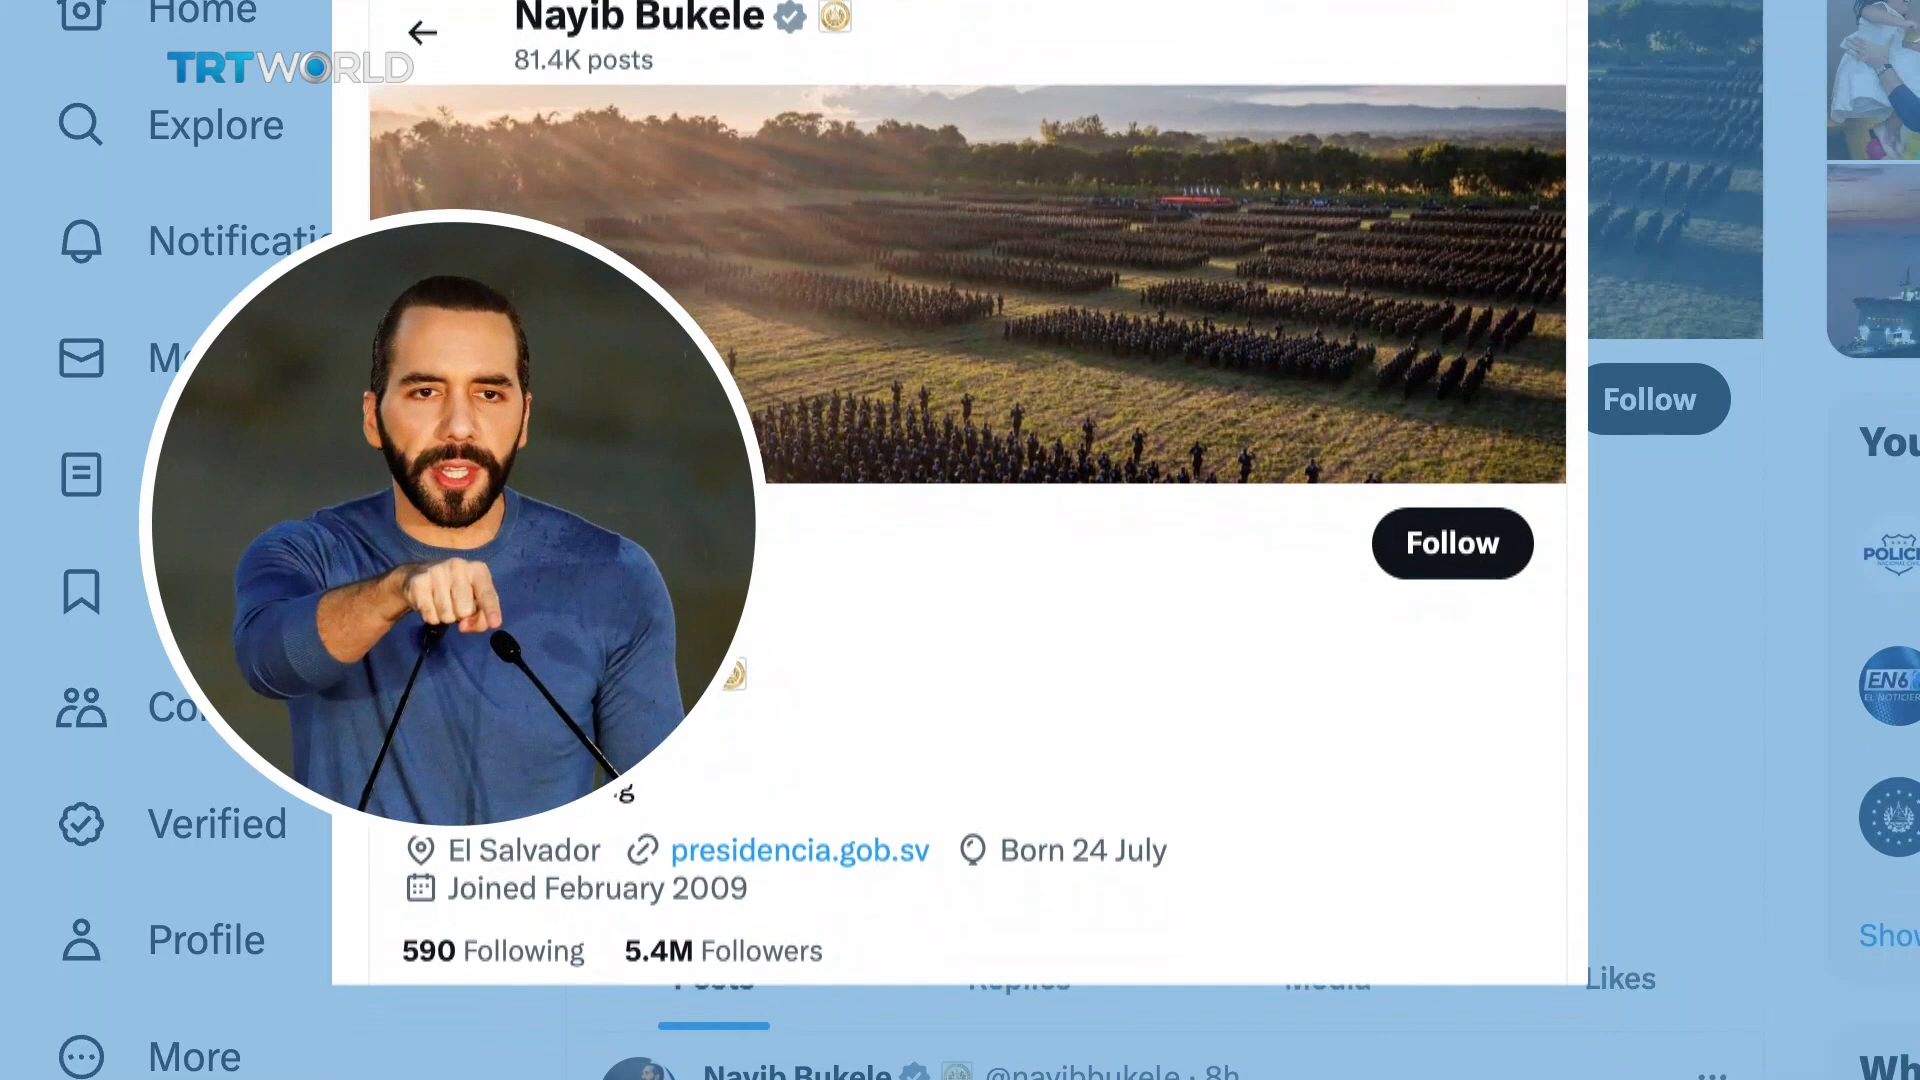 Home
TRT WORLD
Explore
Nayib Bukele
81.4K posts
Follow
Follow
You
POLICI
EN6
EL NOTICIER
Verified
El Salvador presidencia.gob.sv Born 24 July
Joined February 2009
590 Following 5.4M Followers
Profile
Show
Posts Replies Media Likes
More
Nayib Bukele @nayibbukele · 8h
Wh